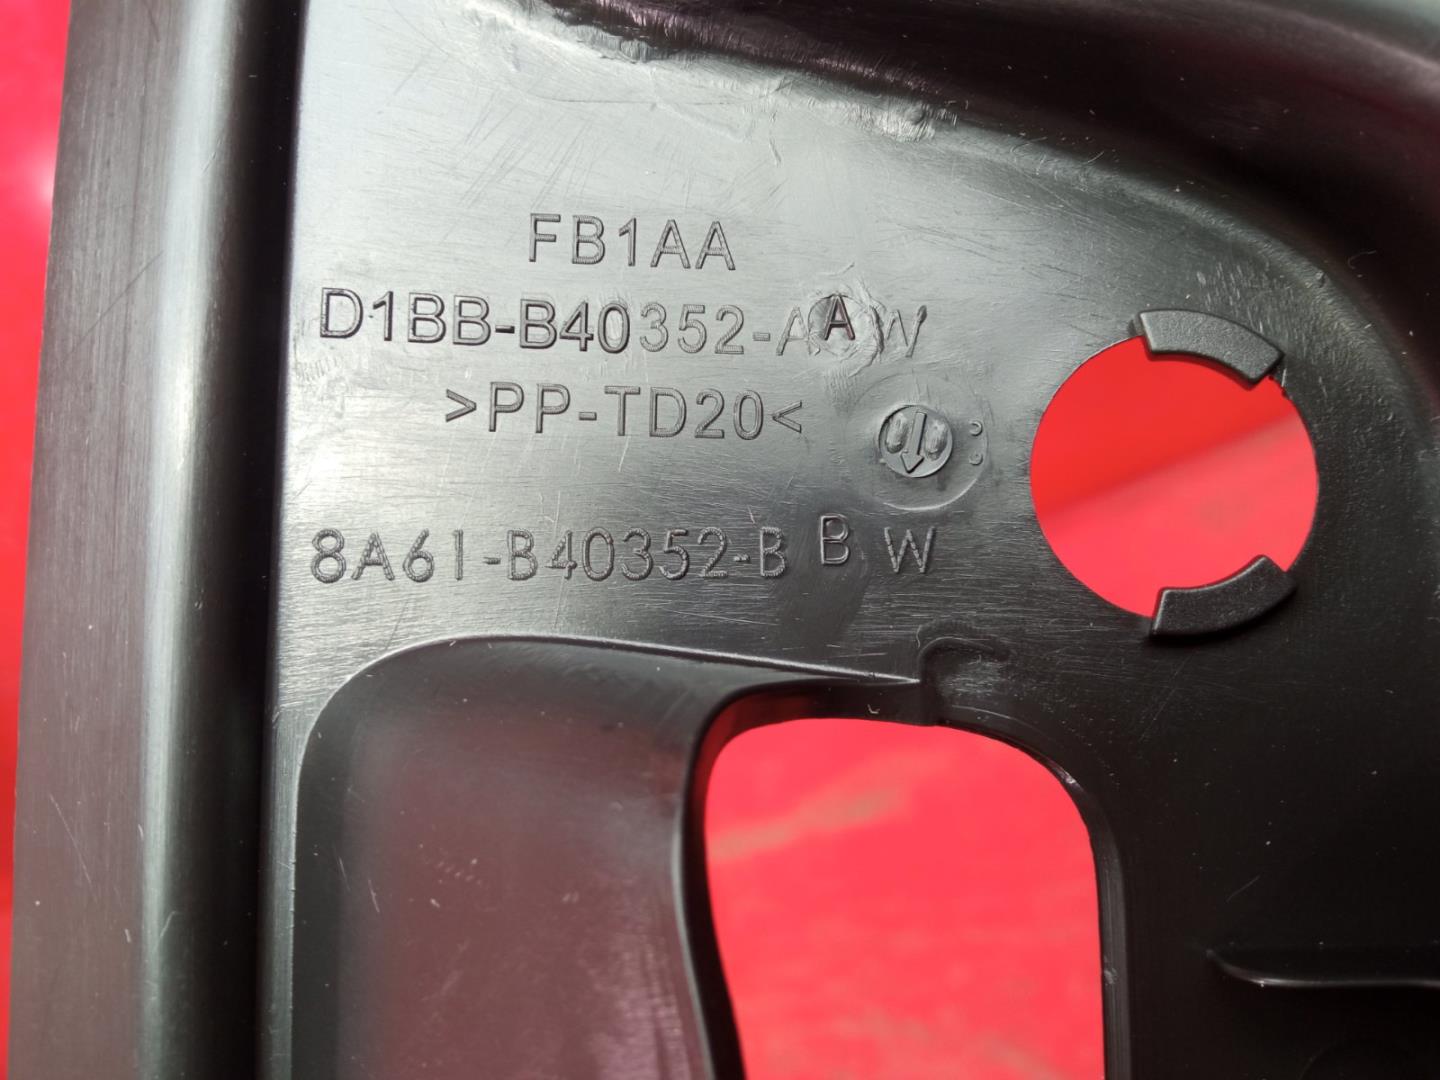 FB1AA
D1BB-B40352-AAW
>PP-TD20<
8A61-B40352-BBW